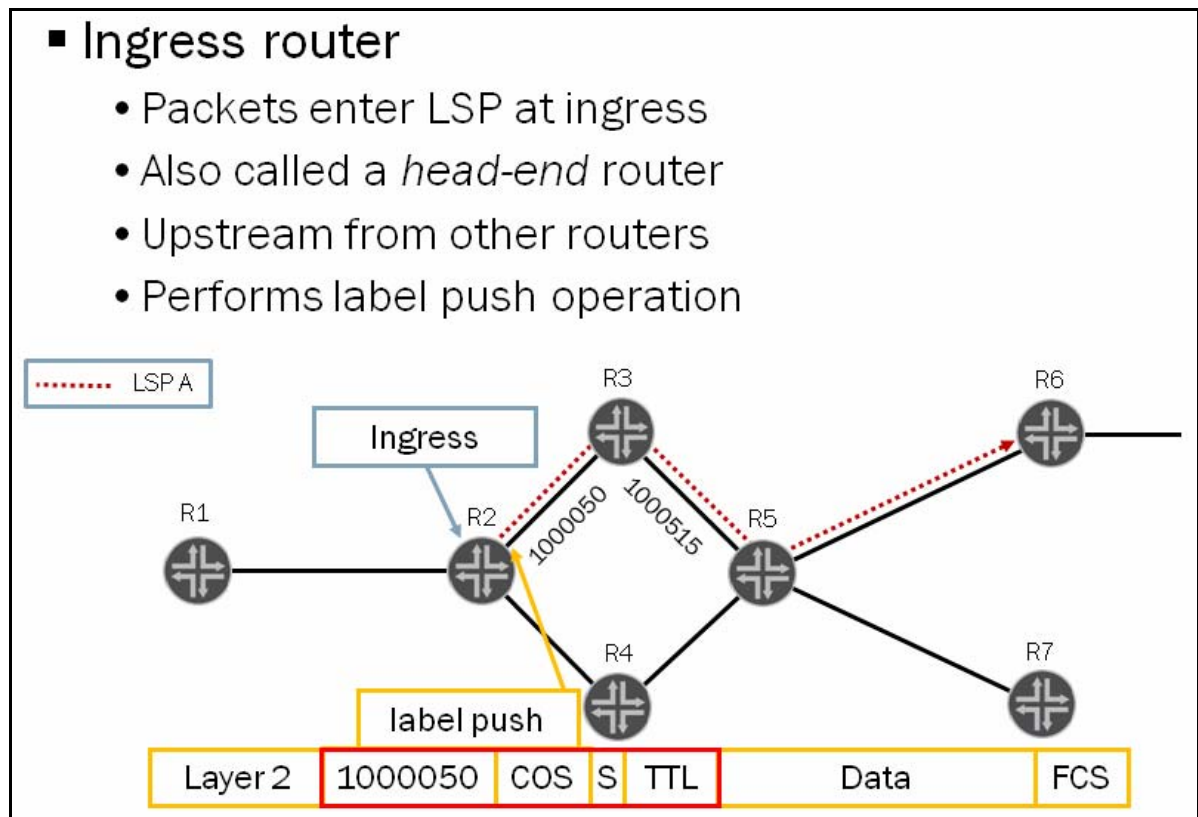 ▪ Ingress router
• Packets enter LSP at ingress
• Also called a head-end router
• Upstream from other routers
• Performs label push operation
LSP A
R3
R6
Ingress
R1
R2
1000050
1000515
R5
R4
R7
label push
Layer 2 1000050 COS S TTL Data FCS